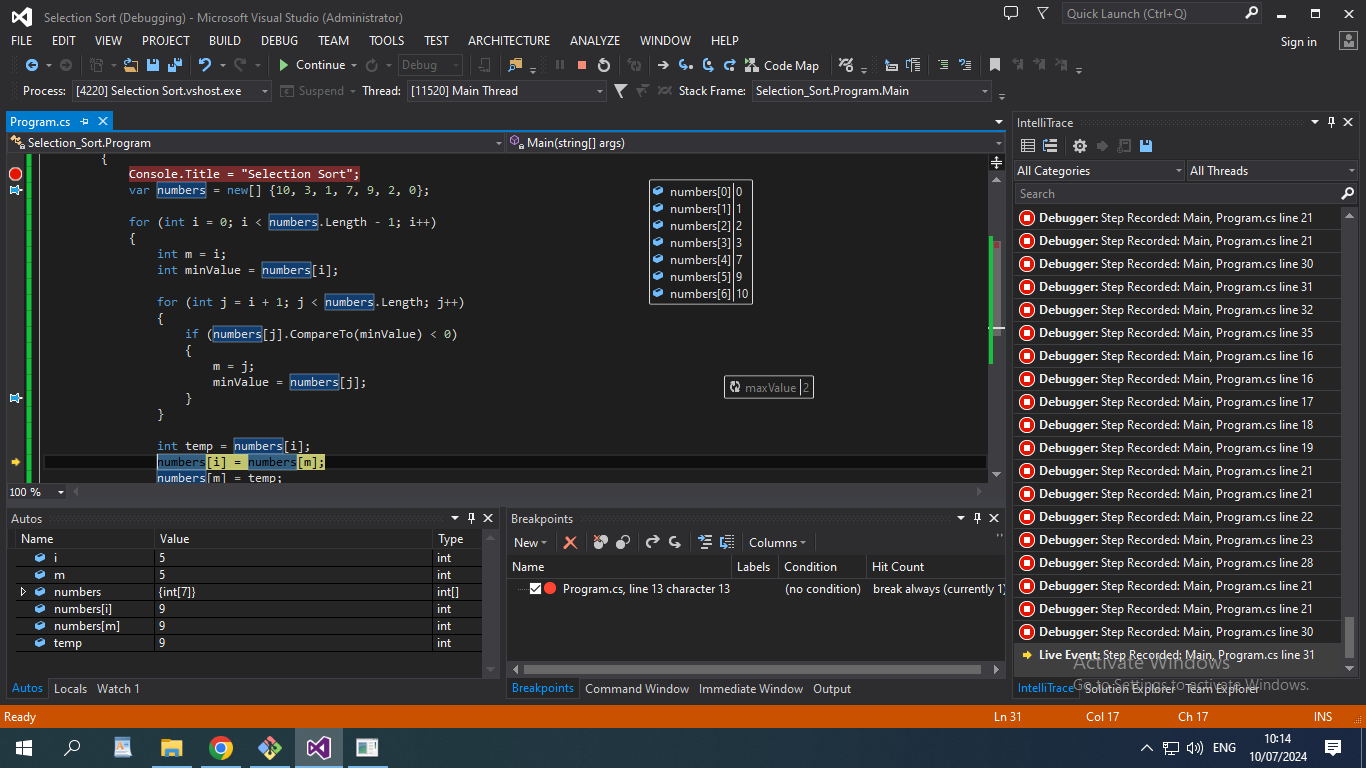 Selection Sort (Debugging) - Microsoft Visual Studio (Administrator)
Quick Launch (Ctrl+Q)
FILE EDIT VIEW PROJECT BUILD DEBUG TEAM TOOLS TEST ARCHITECTURE ANALYZE WINDOW HELP
Sign in
Continue Debug Code Map
Process: [4220] Selection Sort.vshost.exe Suspend Thread: [11520] Main Thread Stack Frame: Selection_Sort.Program.Main
Program.cs
Selection_Sort.Program Main(string[] args)
{
Console.Title = "Selection Sort";
var numbers = new[] {10, 3, 1, 7, 9, 2, 0};
for (int i = 0; i < numbers.Length - 1; i++)
{
int m = i;
int minValue = numbers[i];
for (int j = i + 1; j < numbers.Length; j++)
{
if (numbers[j].CompareTo(minValue) < 0)
{
m = j;
minValue = numbers[j];
}
}
int temp = numbers[i];
numbers[i] = numbers[m];
numbers[m] = temp;
numbers[0] 0
numbers[1] 1
numbers[2] 2
numbers[3] 3
numbers[4] 7
numbers[5] 9
numbers[6] 10
maxValue 2
100 %
IntelliTrace
All Categories All Threads
Search
Debugger: Step Recorded: Main, Program.cs line 21
Debugger: Step Recorded: Main, Program.cs line 21
Debugger: Step Recorded: Main, Program.cs line 30
Debugger: Step Recorded: Main, Program.cs line 31
Debugger: Step Recorded: Main, Program.cs line 32
Debugger: Step Recorded: Main, Program.cs line 35
Debugger: Step Recorded: Main, Program.cs line 16
Debugger: Step Recorded: Main, Program.cs line 16
Debugger: Step Recorded: Main, Program.cs line 17
Debugger: Step Recorded: Main, Program.cs line 18
Debugger: Step Recorded: Main, Program.cs line 19
Debugger: Step Recorded: Main, Program.cs line 21
Debugger: Step Recorded: Main, Program.cs line 21
Debugger: Step Recorded: Main, Program.cs line 22
Debugger: Step Recorded: Main, Program.cs line 23
Debugger: Step Recorded: Main, Program.cs line 28
Debugger: Step Recorded: Main, Program.cs line 21
Debugger: Step Recorded: Main, Program.cs line 21
Debugger: Step Recorded: Main, Program.cs line 30
Live Event: Step Recorded: Main, Program.cs line 31
Activate Windows
Go to Settings to activate Windows.
IntelliTrace Solution Explorer Team Explorer
Autos
Name Value Type
i 5 int
m 5 int
numbers {int[7]} int[]
numbers[i] 9 int
numbers[m] 9 int
temp 9 int
Autos Locals Watch 1
Breakpoints
New Columns
Name Labels Condition Hit Count
Program.cs, line 13 character 13 (no condition) break always (currently 1)
Breakpoints Command Window Immediate Window Output
Ready Ln 31 Col 17 Ch 17 INS
ENG
10:14
10/07/2024